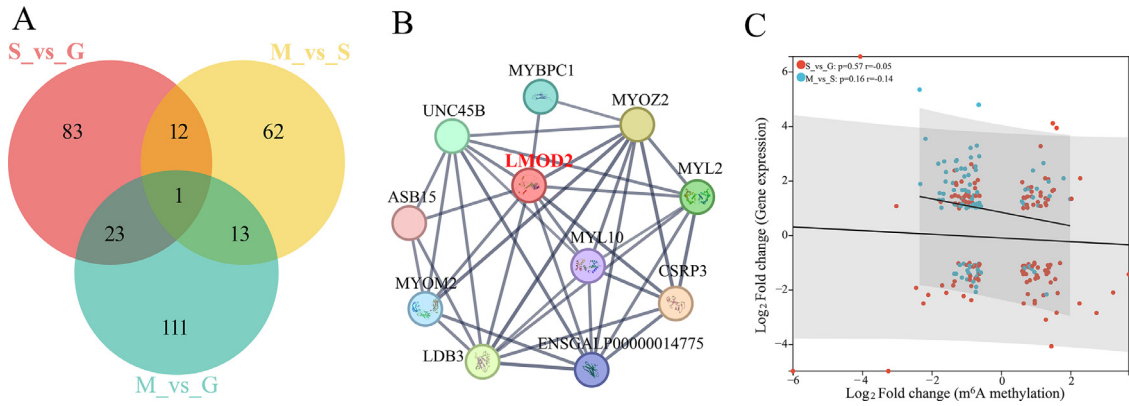 A
S_vs_G
M_vs_S
83
12
62
1
23
13
111
M_vs_G
B
MYBPC1
UNC45B
MYOZ2
LMOD2
MYL2
ASB15
MYL10
MYOM2
CSRP3
LDB3
ENSGALP00000014775
C
S_vs_G: p=0.57 r=-0.05
M_vs_S: p=0.16 r=-0.14
Log₂ Fold change (Gene expression)
6
4
2
0
−2
−4
−6
−4
−2
0
2
Log₂ Fold change (m⁶A methylation)